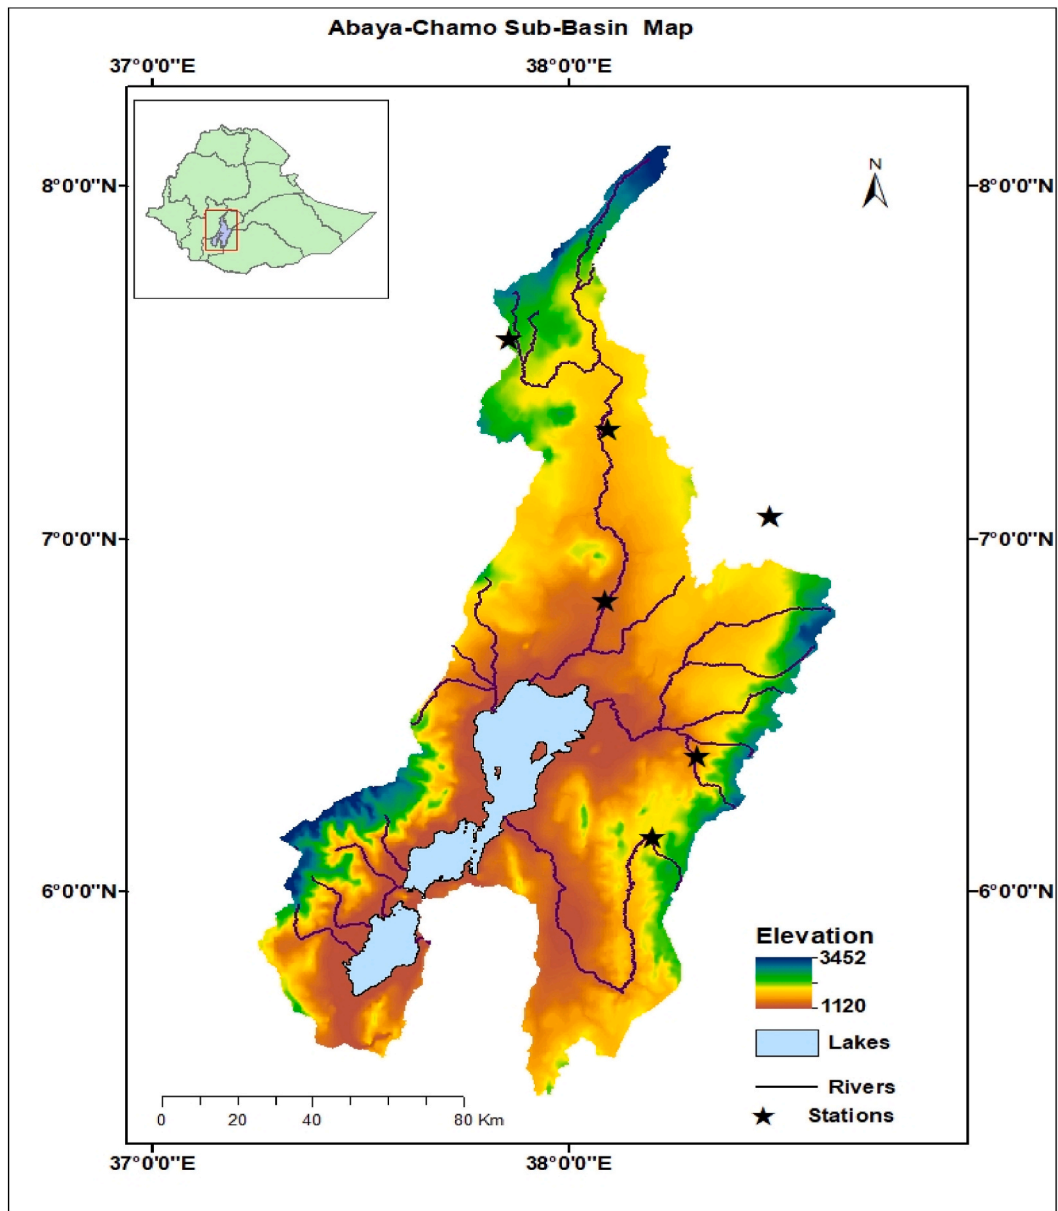 Abaya-Chamo Sub-Basin Map
37°0'0"E 38°0'0"E
N
8°0'0"N 8°0'0"N
7°0'0"N 7°0'0"N
6°0'0"N 6°0'0"N
Elevation
3452
1120
Lakes
Rivers
Stations
0 20 40 80 Km
37°0'0"E 38°0'0"E